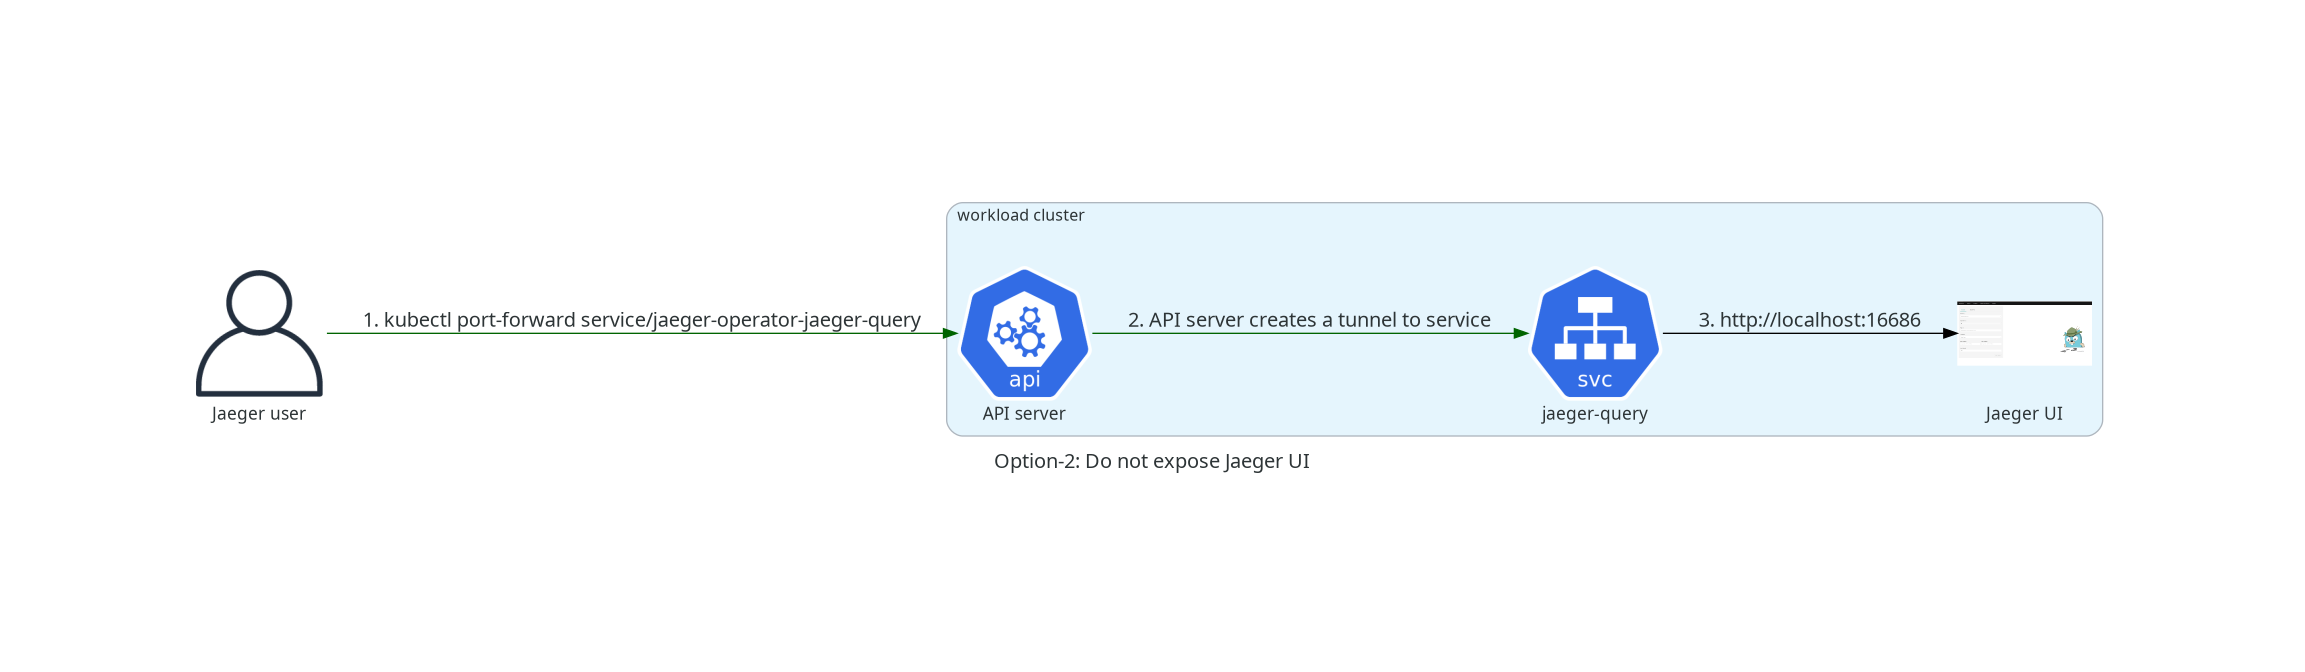 workload cluster
1. kubectl port-forward service/jaeger-operator-jaeger-query
2. API server creates a tunnel to service
3. http://localhost:16686
api
svc
Jaeger user
API server
jaeger-query
Jaeger UI
Option-2: Do not expose Jaeger UI